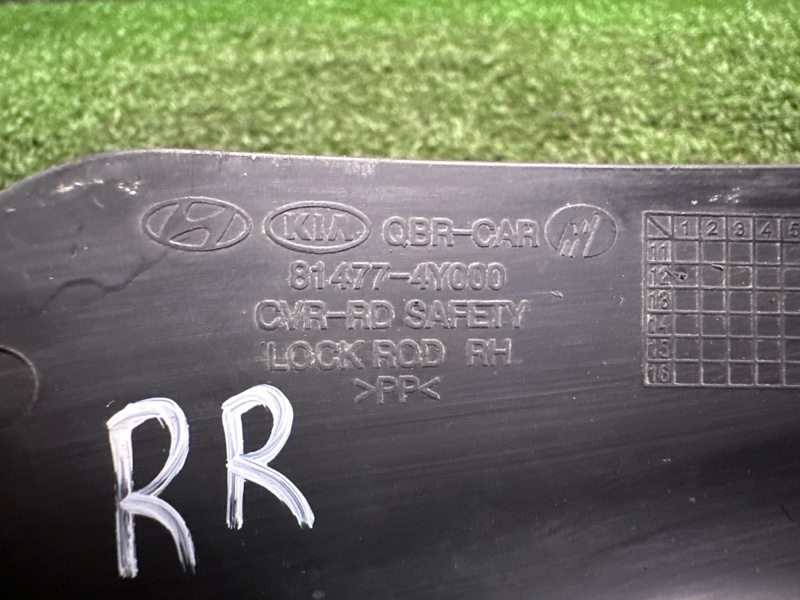 KIA QBR-CAR
81477-4Y000
CVR-RD SAFETY
LOCK ROD RH
>PP<
RR
1 2 3 4 5
11
12
13
14
15
16